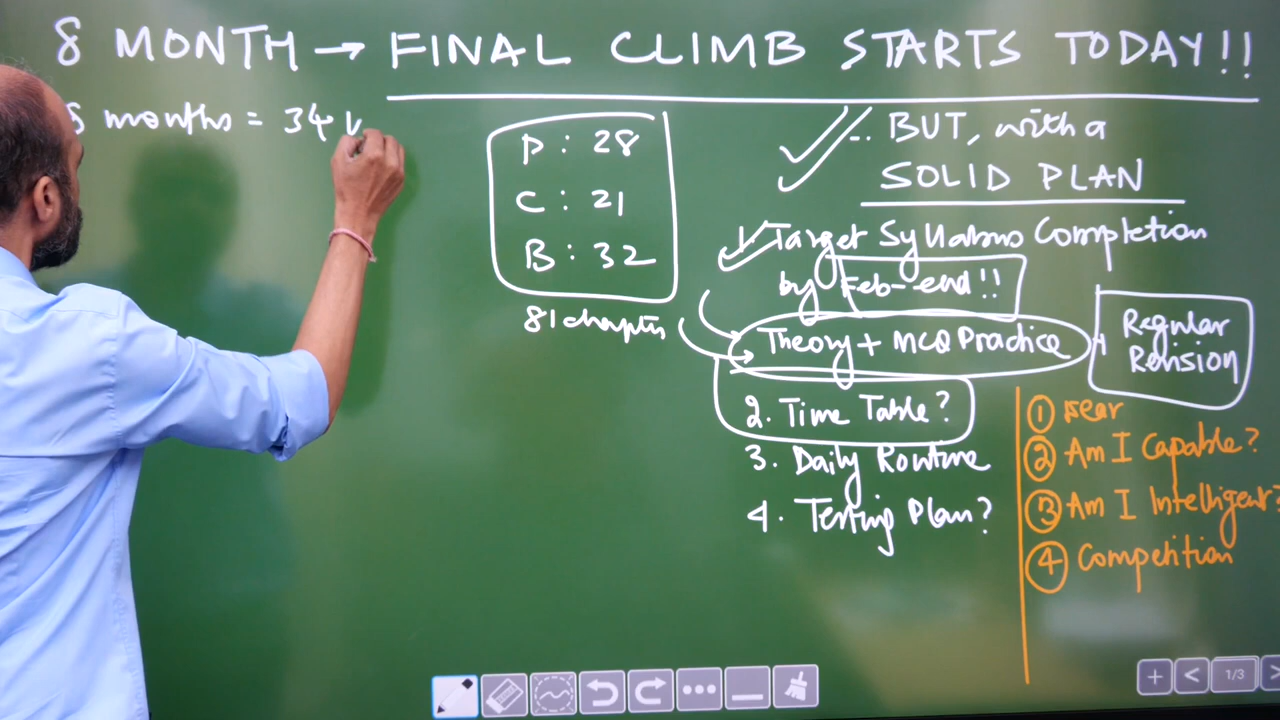 8 MONTH → FINAL CLIMB STARTS TODAY!!
8 months = 34 w
P : 28
C : 21
B : 32
81 chapters
.. BUT, with a
SOLID PLAN
1. Target Syllabus Completion
by Feb-end!!
Theory + MCQ Practice
+ Regular
Revision
2. Time Table?
3. Daily Routine
4. Testing Plan?
1 Fear
2 Am I Capable?
3 Am I Intelligent?
4 Competition
1/3